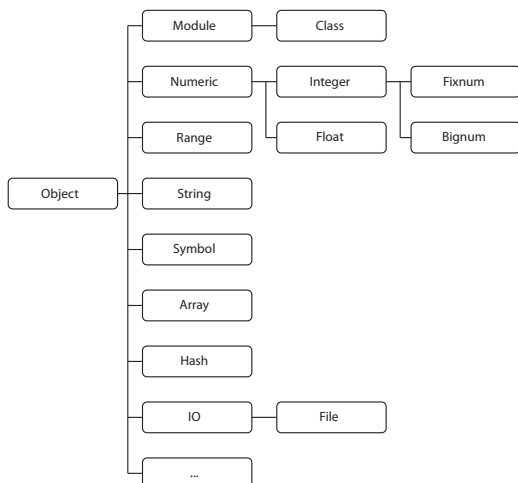 Module
Class
Numeric
Integer
Fixnum
Range
Float
Bignum
Object
String
Symbol
Array
Hash
IO
File
...